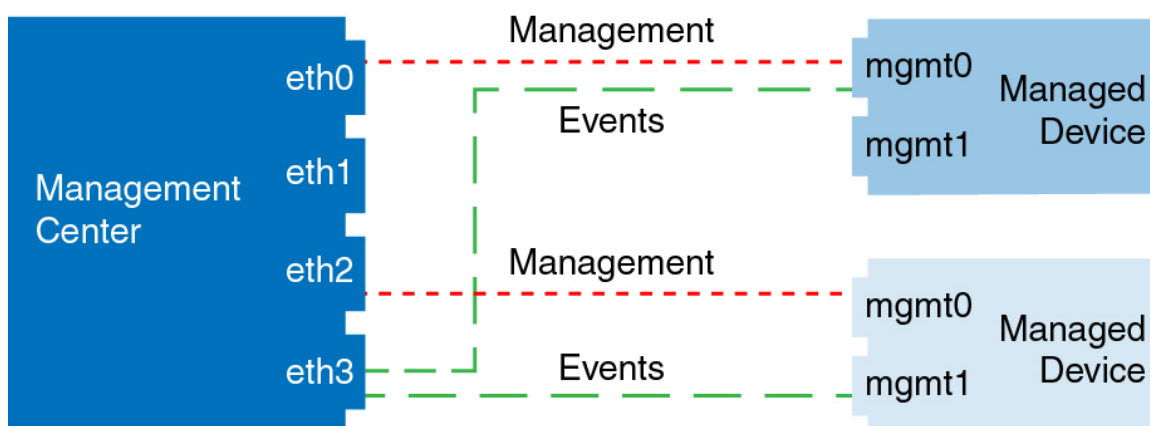 Management
eth0
mgmt0
Managed
Device
Events
mgmt1
eth1
Management
Center
eth2
Management
mgmt0
Managed
Device
eth3
Events
mgmt1